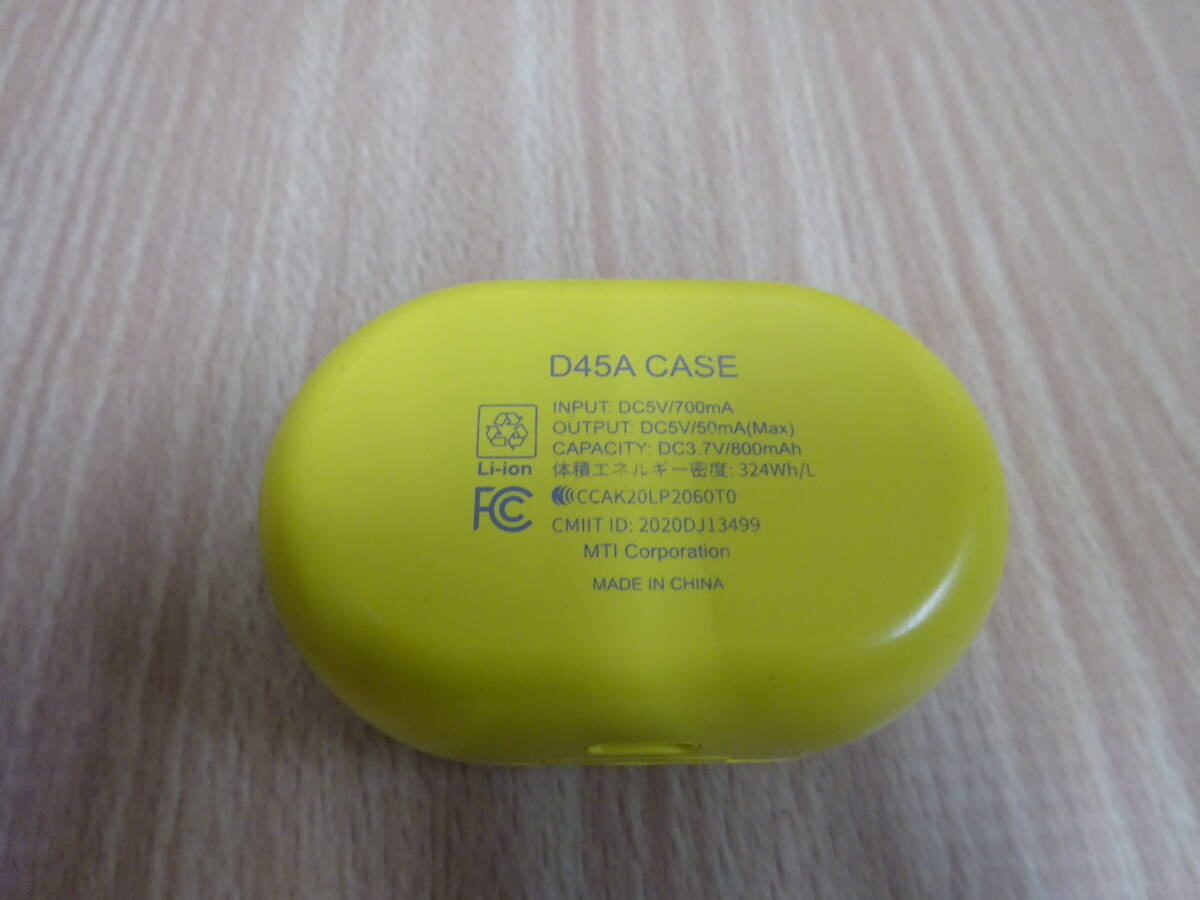 D45A CASE
INPUT: DC5V/700mA
OUTPUT: DC5V/50mA(Max)
CAPACITY: DC3.7V/800mAh
Li-ion 体積エネルギー密度: 324Wh/L
FC CCAK20LP2060T0
CMIIT ID: 2020DJ13499
MTI Corporation
MADE IN CHINA